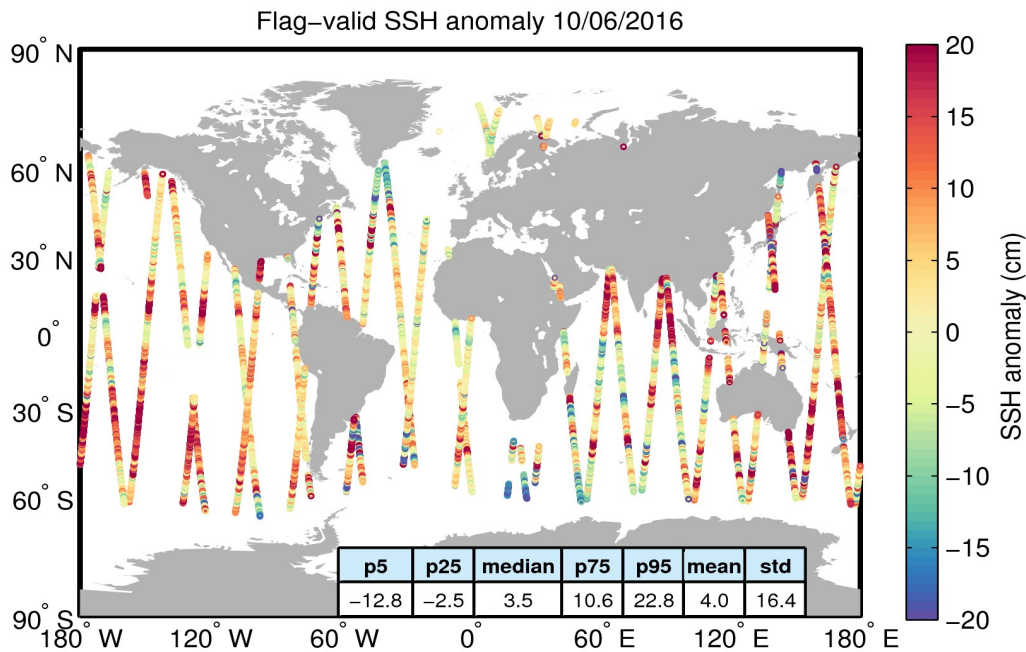 Flag−valid SSH anomaly 10/06/2016
90° N
60° N
30° N
0°
30° S
60° S
90° S
180° W
120° W
60° W
0°
60° E
120° E
180° E
p5 p25 median p75 p95 mean std
−12.8 −2.5 3.5 10.6 22.8 4.0 16.4
20
15
10
5
0
−5
−10
−15
−20
SSH anomaly (cm)